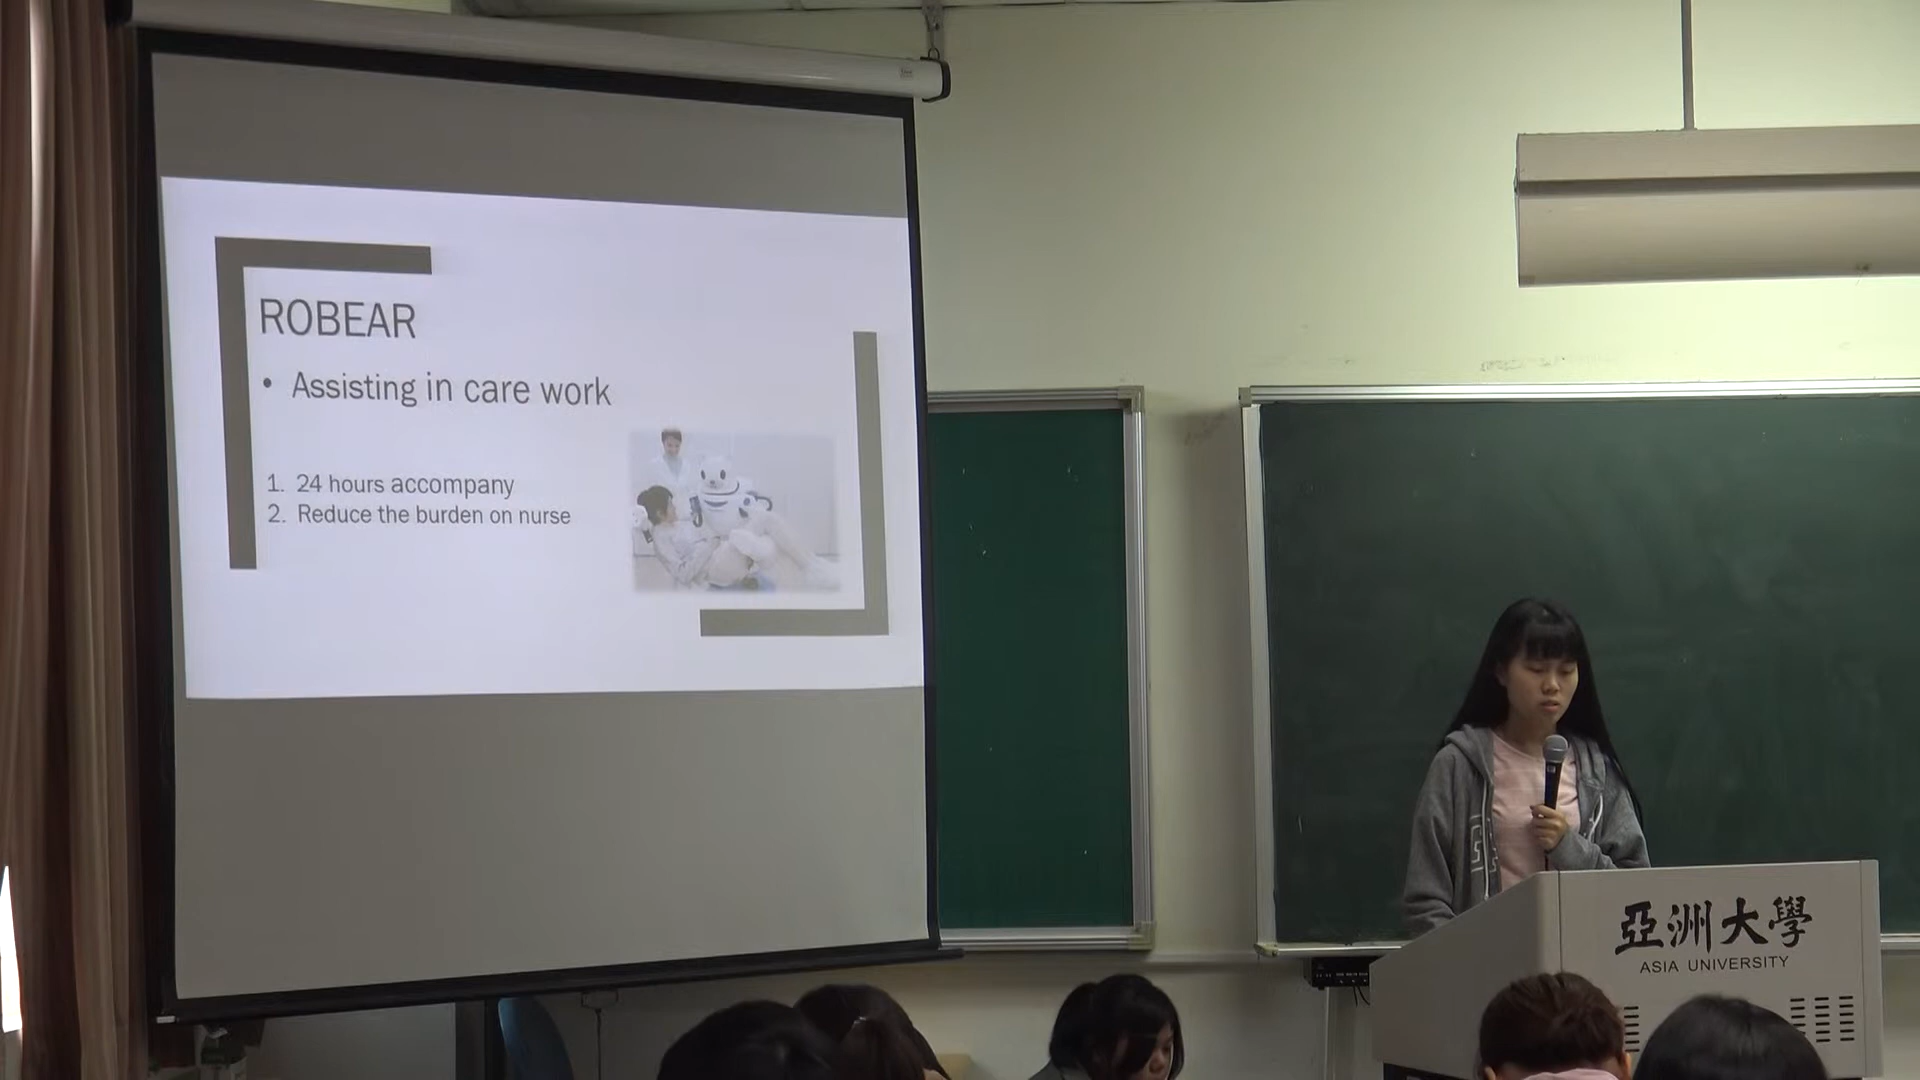 ROBEAR
• Assisting in care work
1. 24 hours accompany
2. Reduce the burden on nurse
亞洲大學
ASIA UNIVERSITY